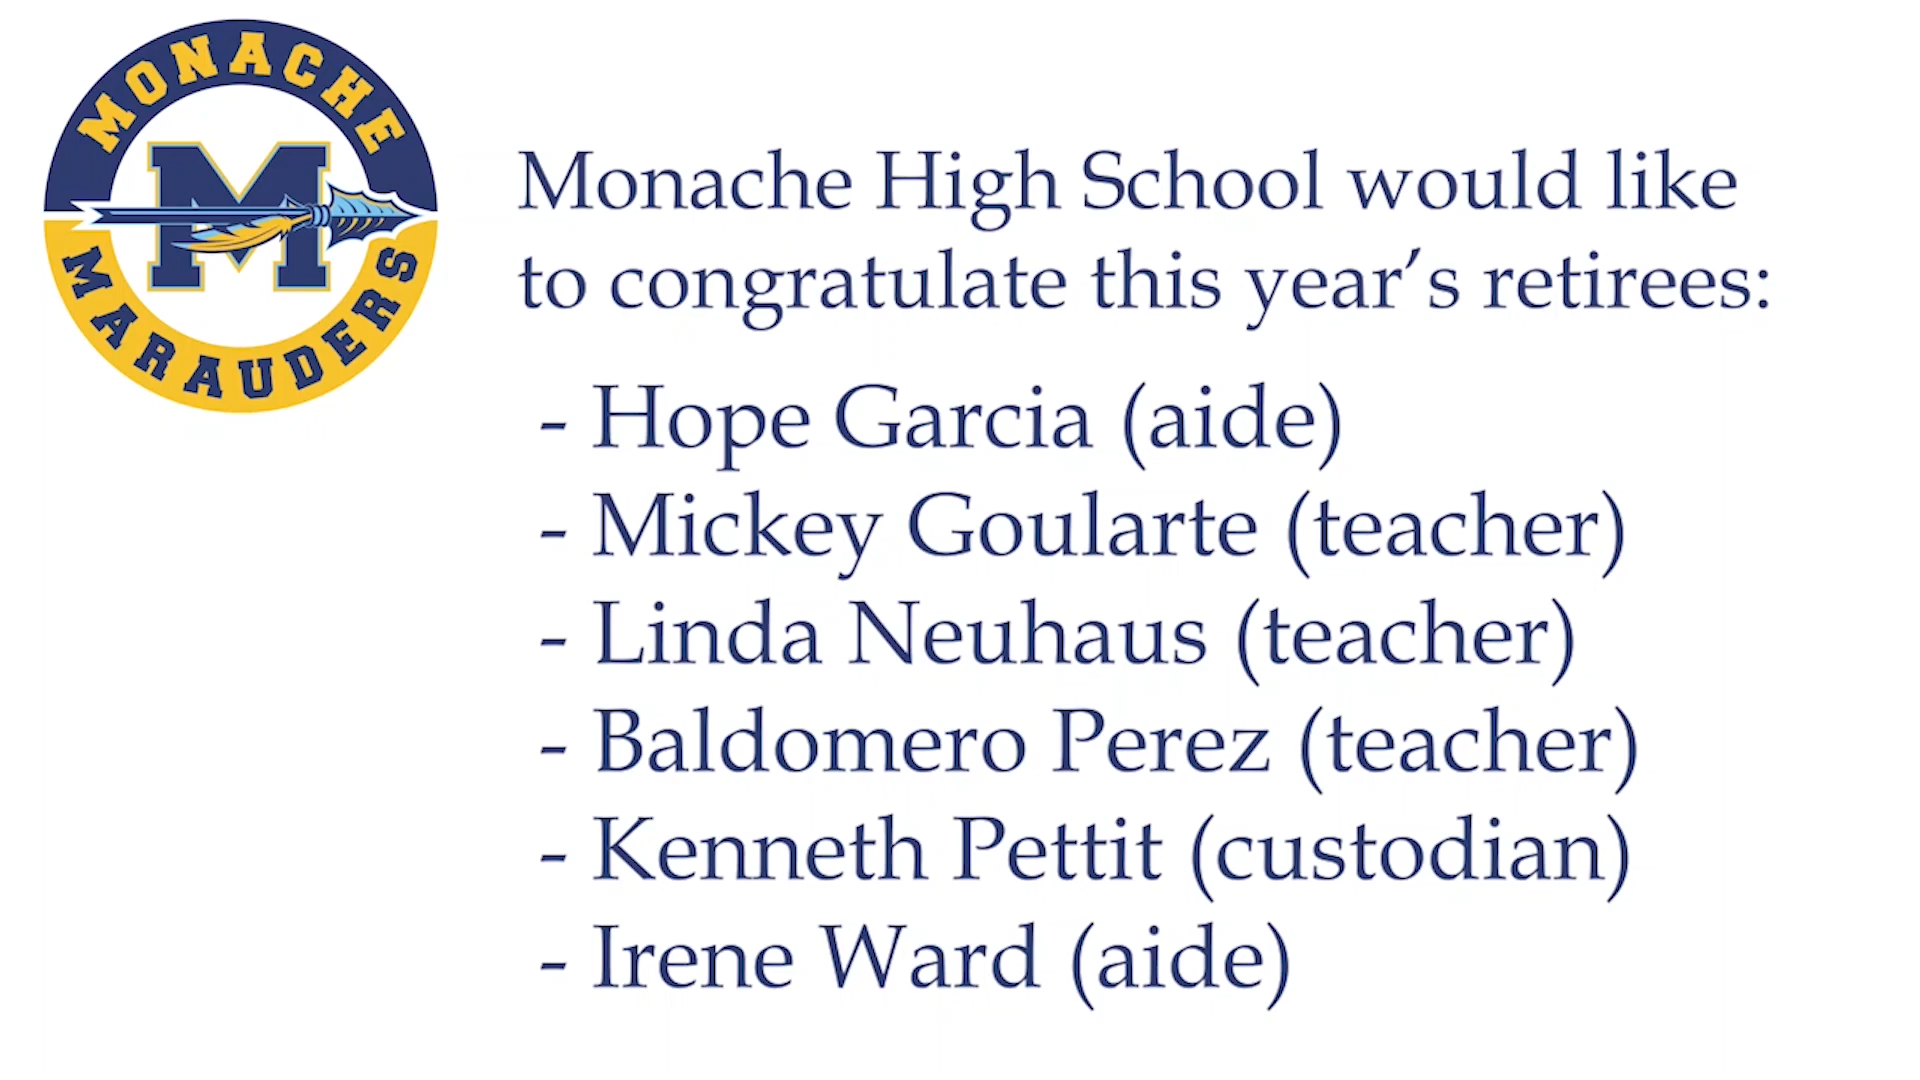 MONACHE
M
MARAUDERS
Monache High School would like
to congratulate this year's retirees:
- Hope Garcia (aide)
- Mickey Goularte (teacher)
- Linda Neuhaus (teacher)
- Baldomero Perez (teacher)
- Kenneth Pettit (custodian)
- Irene Ward (aide)